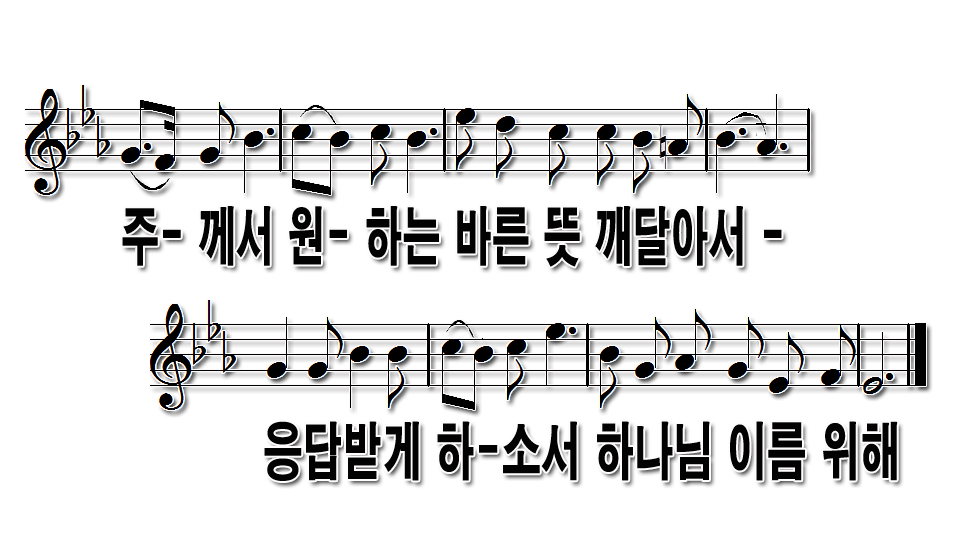 주- 께서 원- 하는 바른 뜻 깨달아서 -
응답받게 하-소서 하나님 이름 위해